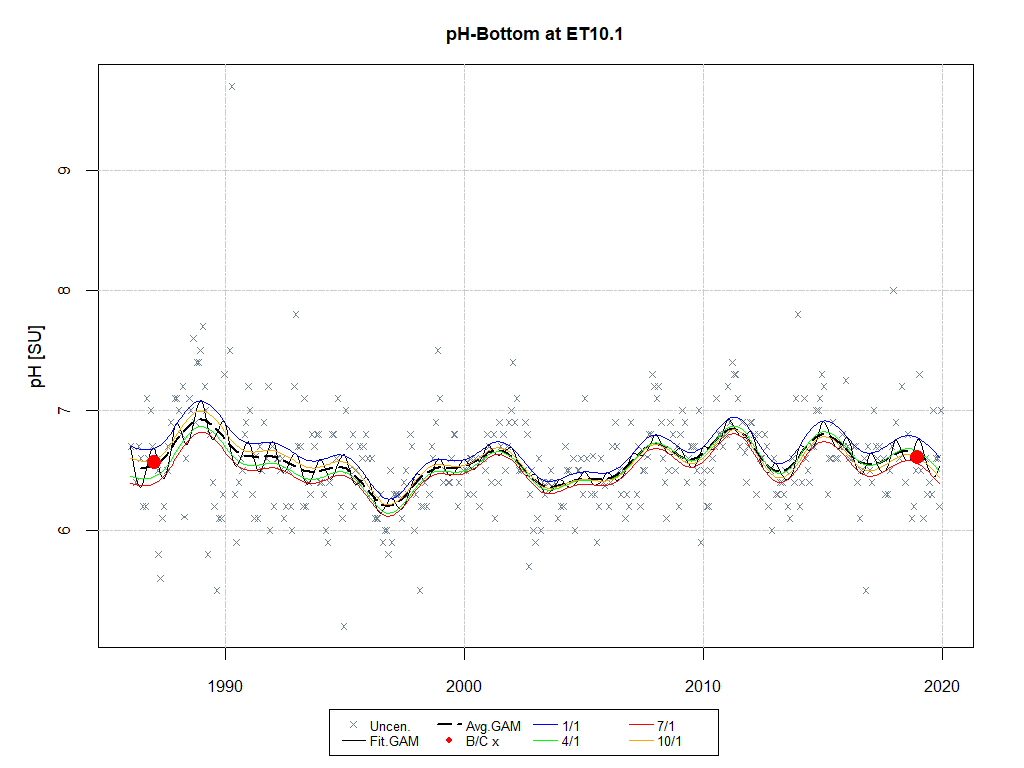 pH-Bottom at ET10.1
pH [SU]
9
8
7
6
1990 2000 2010 2020
Uncen. Avg.GAM 1/1 7/1
Fit.GAM B/C x 4/1 10/1